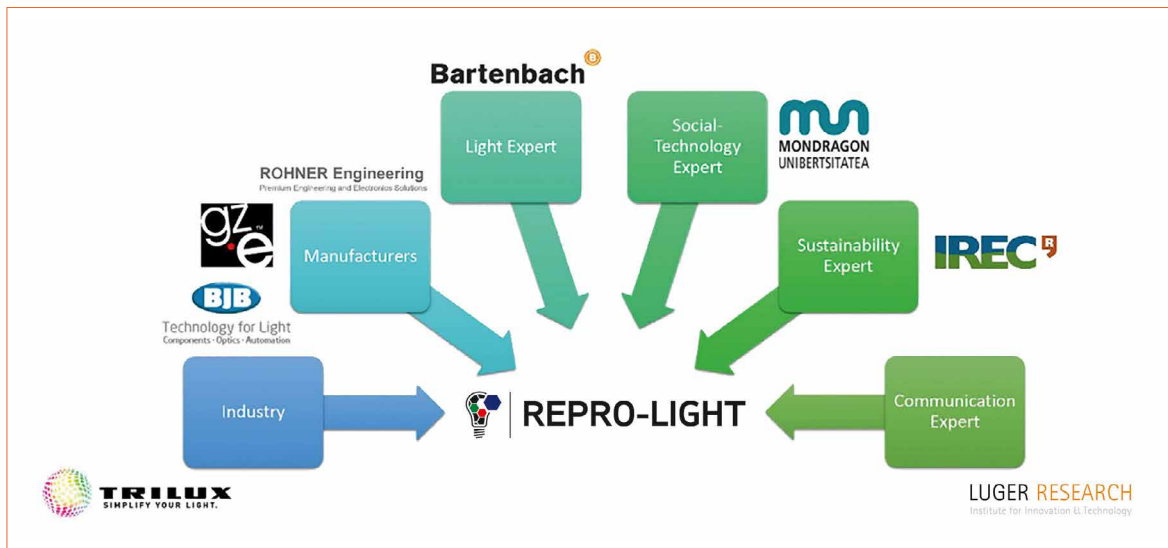 Bartenbach
B
Light Expert
Social-
Technology
Expert
mun
MONDRAGON
UNIBERTSITATEA
ROHNER Engineering
Premium Engineering and Electronics Solutions
gz
e
Manufacturers
Sustainability
Expert
IREC
R
BJB
Technology for Light
Components · Optics · Automation
Industry
REPRO-LIGHT
Communication
Expert
TRILUX
SIMPLIFY YOUR LIGHT.
LUGER RESEARCH
Institute for Innovation & Technology